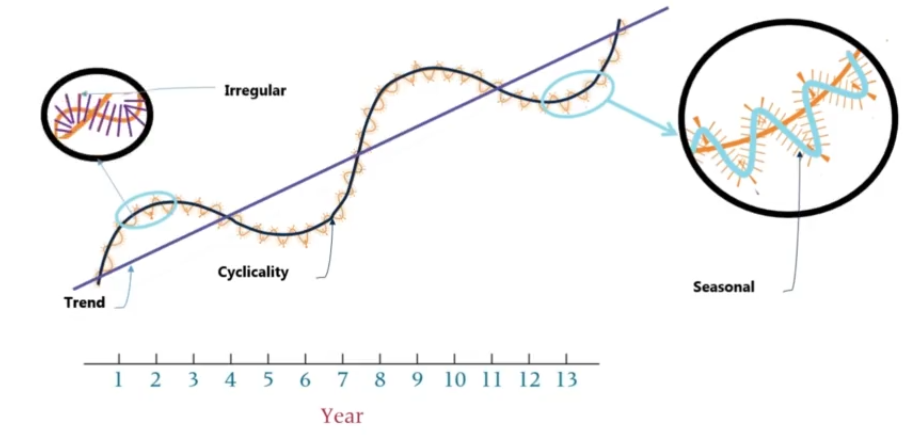 Irregular
Cyclicality
Seasonal
Trend
1 2 3 4 5 6 7 8 9 10 11 12 13
Year